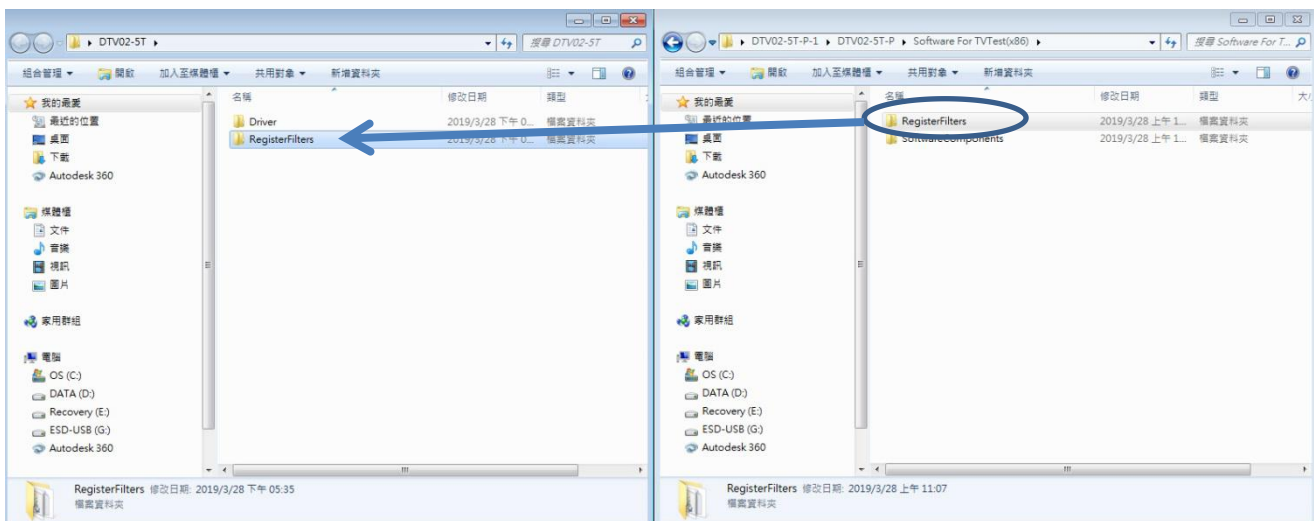 DTV02-5T
搜尋 DTV02-5T
組合管理 開啟 加入至媒體櫃 共用對象 新增資料夾
名稱 修改日期 類型
我的最愛
最近的位置
桌面
下載
Autodesk 360
媒體櫃
文件
音樂
視訊
圖片
家用群組
電腦
OS (C:)
DATA (D:)
Recovery (E:)
ESD-USB (G:)
Autodesk 360
Driver 2019/3/28 下午 0... 檔案資料夾
RegisterFilters 2019/3/28 下午 0... 檔案資料夾
RegisterFilters 修改日期: 2019/3/28 下午 05:35
檔案資料夾
DTV02-5T-P-1 DTV02-5T-P Software For TVTest(x86)
搜尋 Software For T...
組合管理 開啟 加入至媒體櫃 共用對象 新增資料夾
名稱 修改日期 類型
我的最愛
最近的位置
桌面
下載
Autodesk 360
媒體櫃
文件
音樂
視訊
圖片
家用群組
電腦
OS (C:)
DATA (D:)
Recovery (E:)
ESD-USB (G:)
Autodesk 360
RegisterFilters 2019/3/28 上午 1... 檔案資料夾
SoftwareComponents 2019/3/28 上午 1... 檔案資料夾
RegisterFilters 修改日期: 2019/3/28 上午 11:07
檔案資料夾